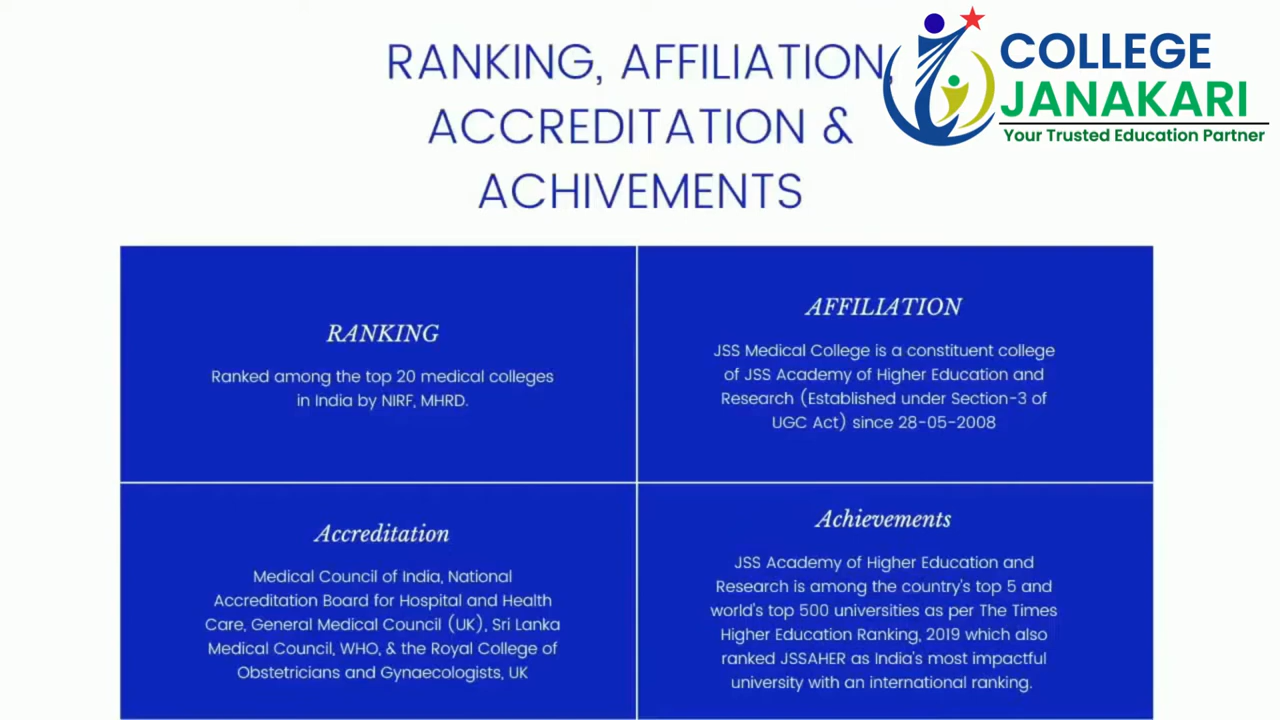 RANKING, AFFILIATION,
ACCREDITATION &
ACHIVEMENTS
COLLEGE
JANAKARI
Your Trusted Education Partner
RANKING
Ranked among the top 20 medical colleges
in India by NIRF, MHRD.
AFFILIATION
JSS Medical College is a constituent college
of JSS Academy of Higher Education and
Research (Established under Section-3 of
UGC Act) since 28-05-2008
Accreditation
Medical Council of India, National
Accreditation Board for Hospital and Health
Care, General Medical Council (UK), Sri Lanka
Medical Council, WHO, & the Royal College of
Obstetricians and Gynaecologists, UK
Achievements
JSS Academy of Higher Education and
Research is among the country's top 5 and
world's top 500 universities as per The Times
Higher Education Ranking, 2019 which also
ranked JSSAHER as India's most impactful
university with an international ranking.